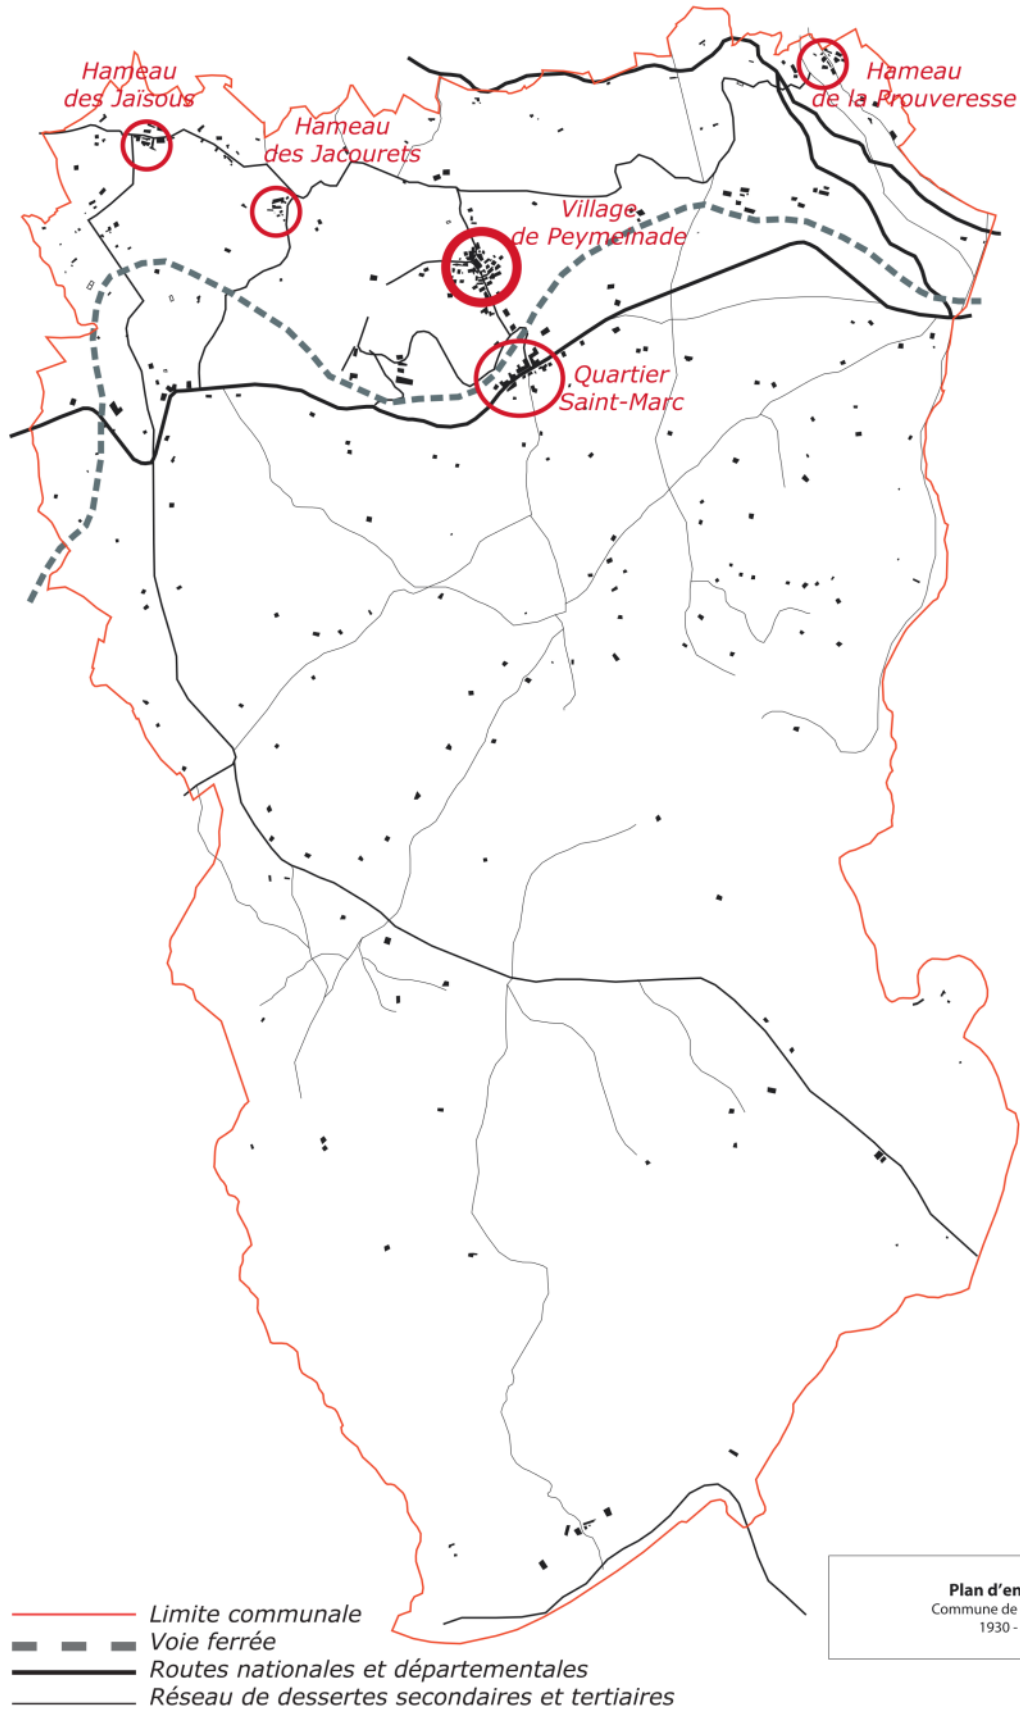 Hameau
des Jaïsous
Hameau
des Jacourets
Hameau
de la Prouveresse
Village
de Peymeinade
Quartier
Saint-Marc
Limite communale
Voie ferrée
Routes nationales et départementales
Réseau de dessertes secondaires et tertiaires
Plan d'en
Commune de
1930 -